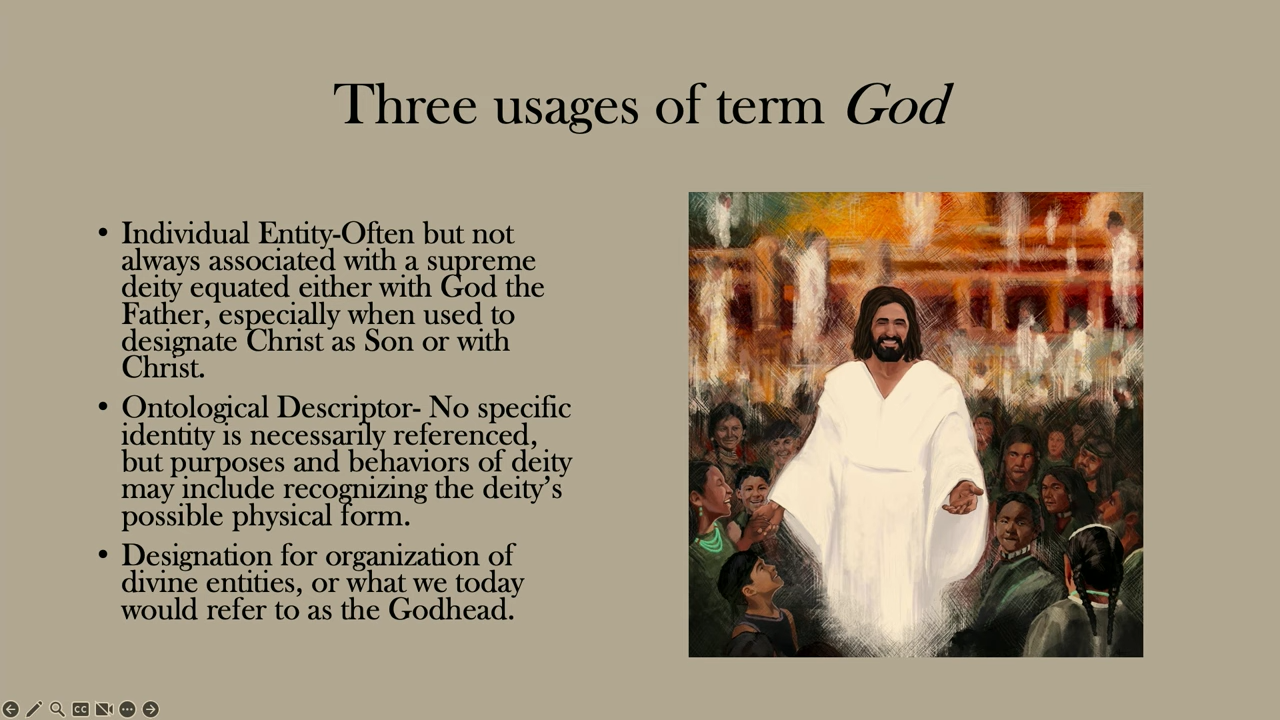 Three usages of term God
• Individual Entity-Often but not
always associated with a supreme
deity equated either with God the
Father, especially when used to
designate Christ as Son or with
Christ.
• Ontological Descriptor- No specific
identity is necessarily referenced,
but purposes and behaviors of deity
may include recognizing the deity’s
possible physical form.
• Designation for organization of
divine entities, or what we today
would refer to as the Godhead.
CC